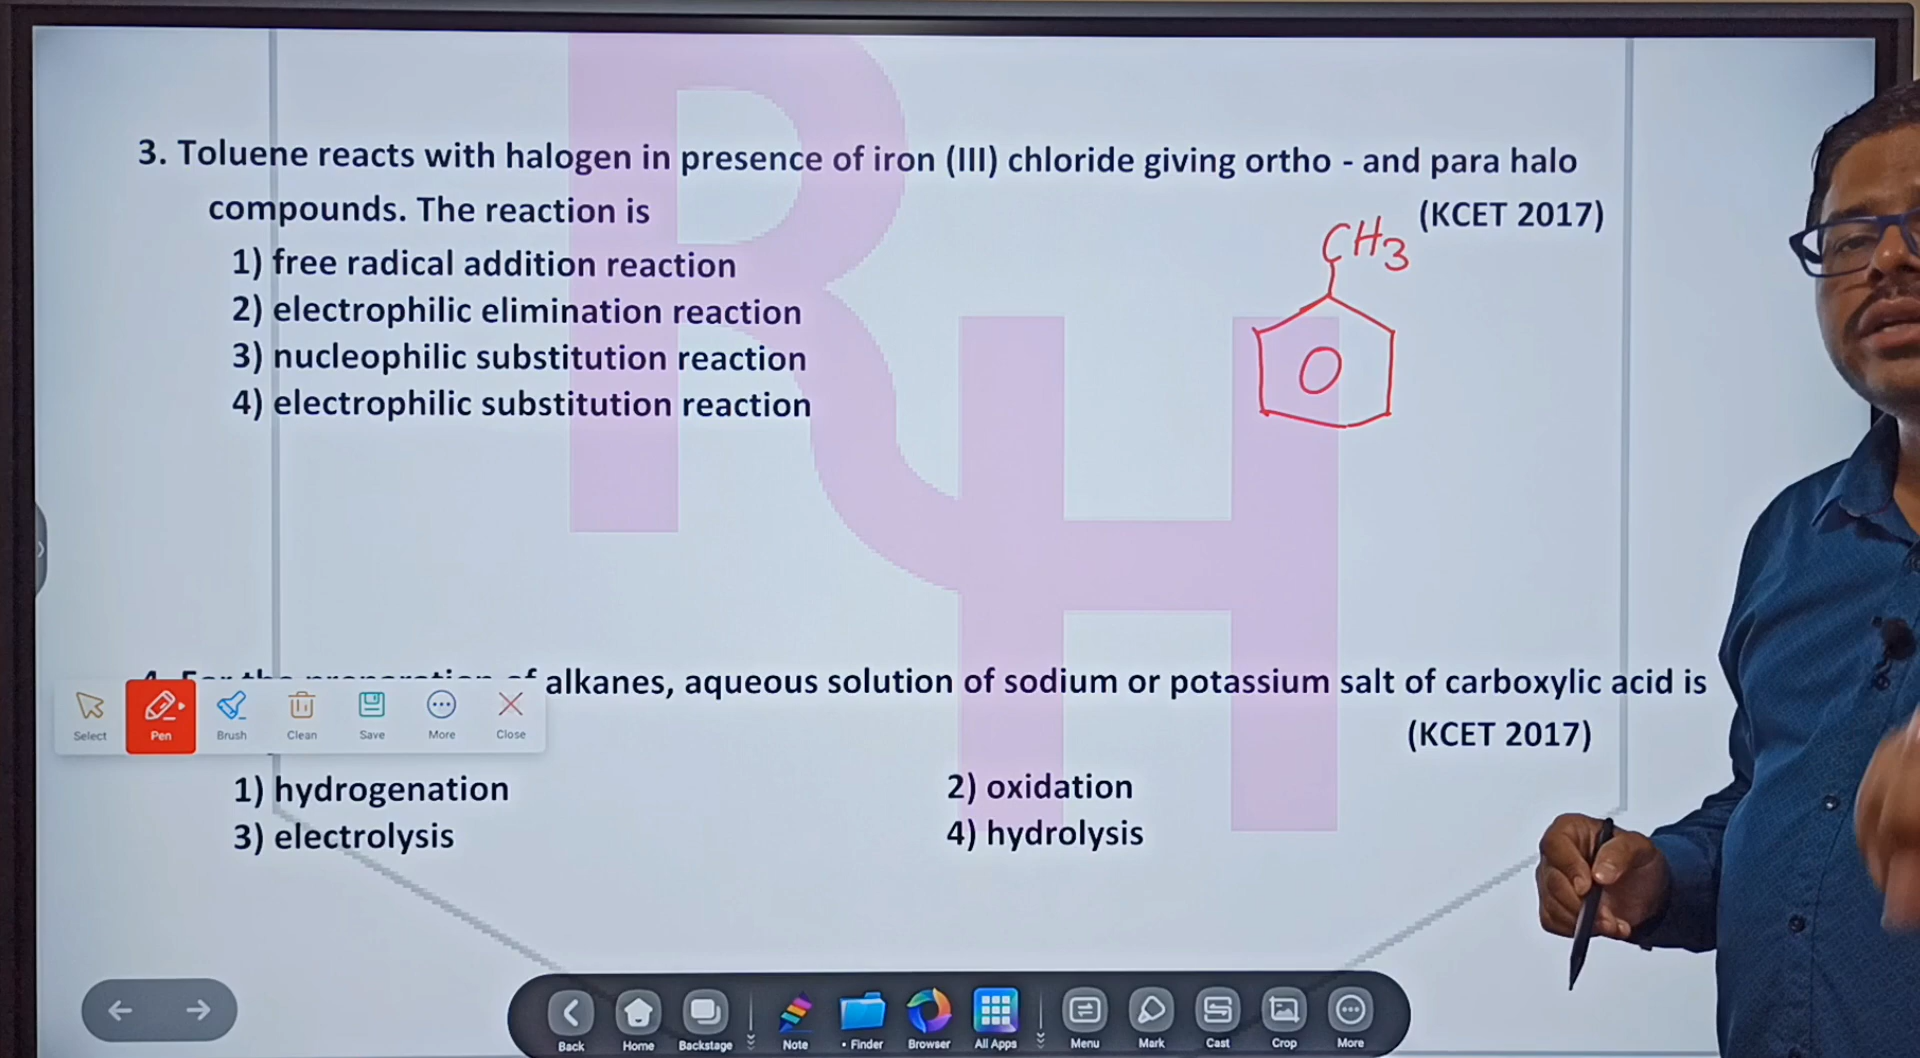 3. Toluene reacts with halogen in presence of iron (III) chloride giving ortho - and para halo
compounds. The reaction is
(KCET 2017)
1) free radical addition reaction
2) electrophilic elimination reaction
3) nucleophilic substitution reaction
4) electrophilic substitution reaction
CH3
alkanes, aqueous solution of sodium or potassium salt of carboxylic acid is
(KCET 2017)
Select Pen Brush Clean Save More Close
1) hydrogenation 2) oxidation
3) electrolysis 4) hydrolysis
Back Home Backstage Note • Finder Browser All Apps Menu Mark Cast Crop More
RH